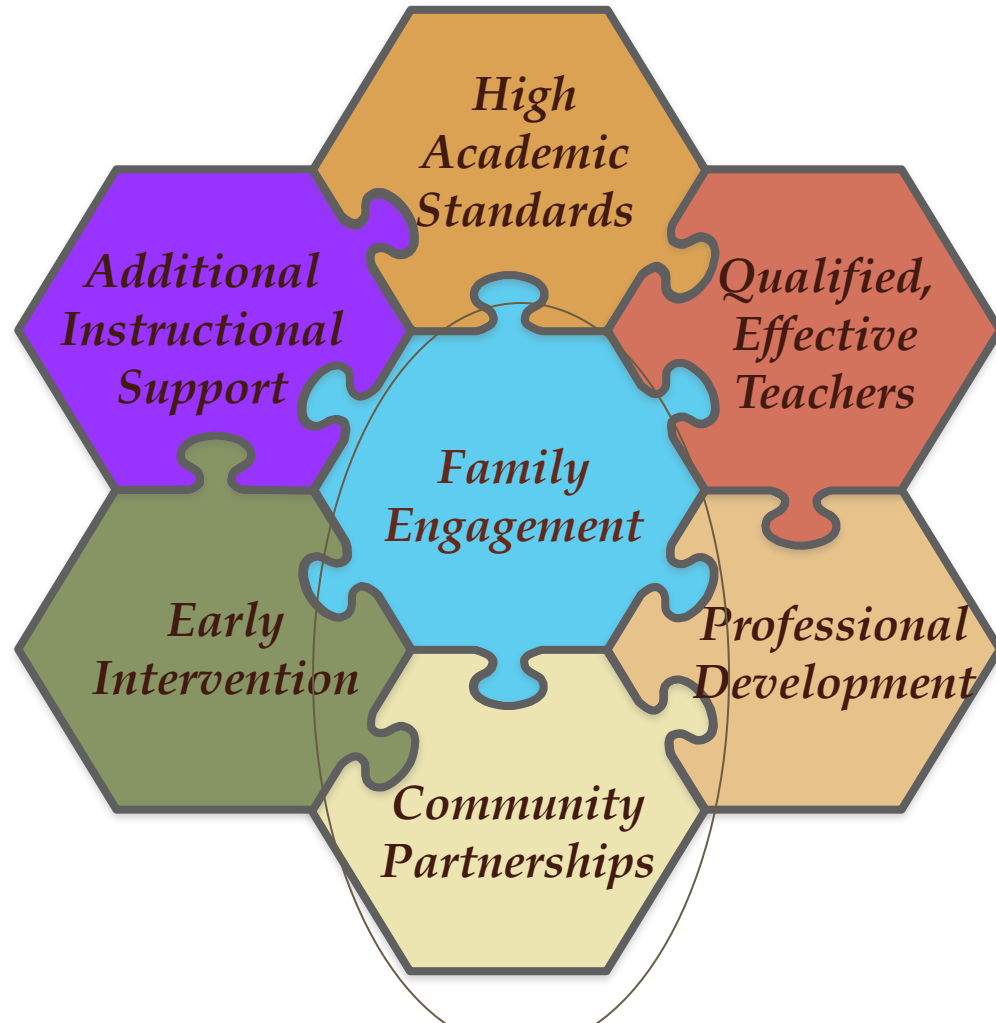 High
Academic
Standards
Additional
Instructional
Support
Qualified,
Effective
Teachers
Family
Engagement
Early
Intervention
Professional
Development
Community
Partnerships